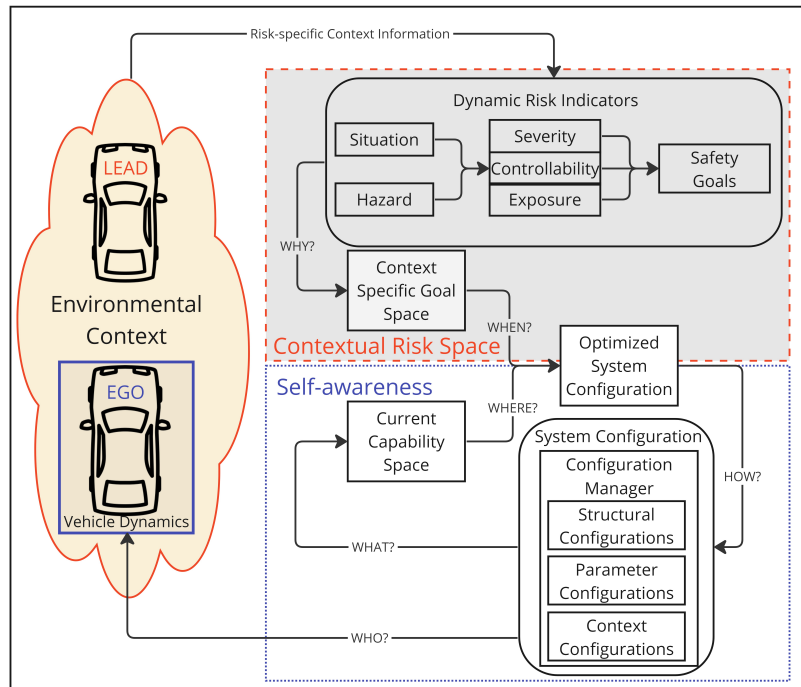 Risk-specific Context Information
Dynamic Risk Indicators
Situation
Hazard
Severity
Controllability
Exposure
Safety
Goals
WHY?
Context
Specific Goal
Space
WHEN?
Contextual Risk Space
LEAD
Environmental
Context
EGO
Vehicle Dynamics
Optimized
System
Configuration
Self-awareness
WHERE?
Current
Capability
Space
System Configuration
Configuration
Manager
Structural
Configurations
Parameter
Configurations
Context
Configurations
HOW?
WHAT?
WHO?